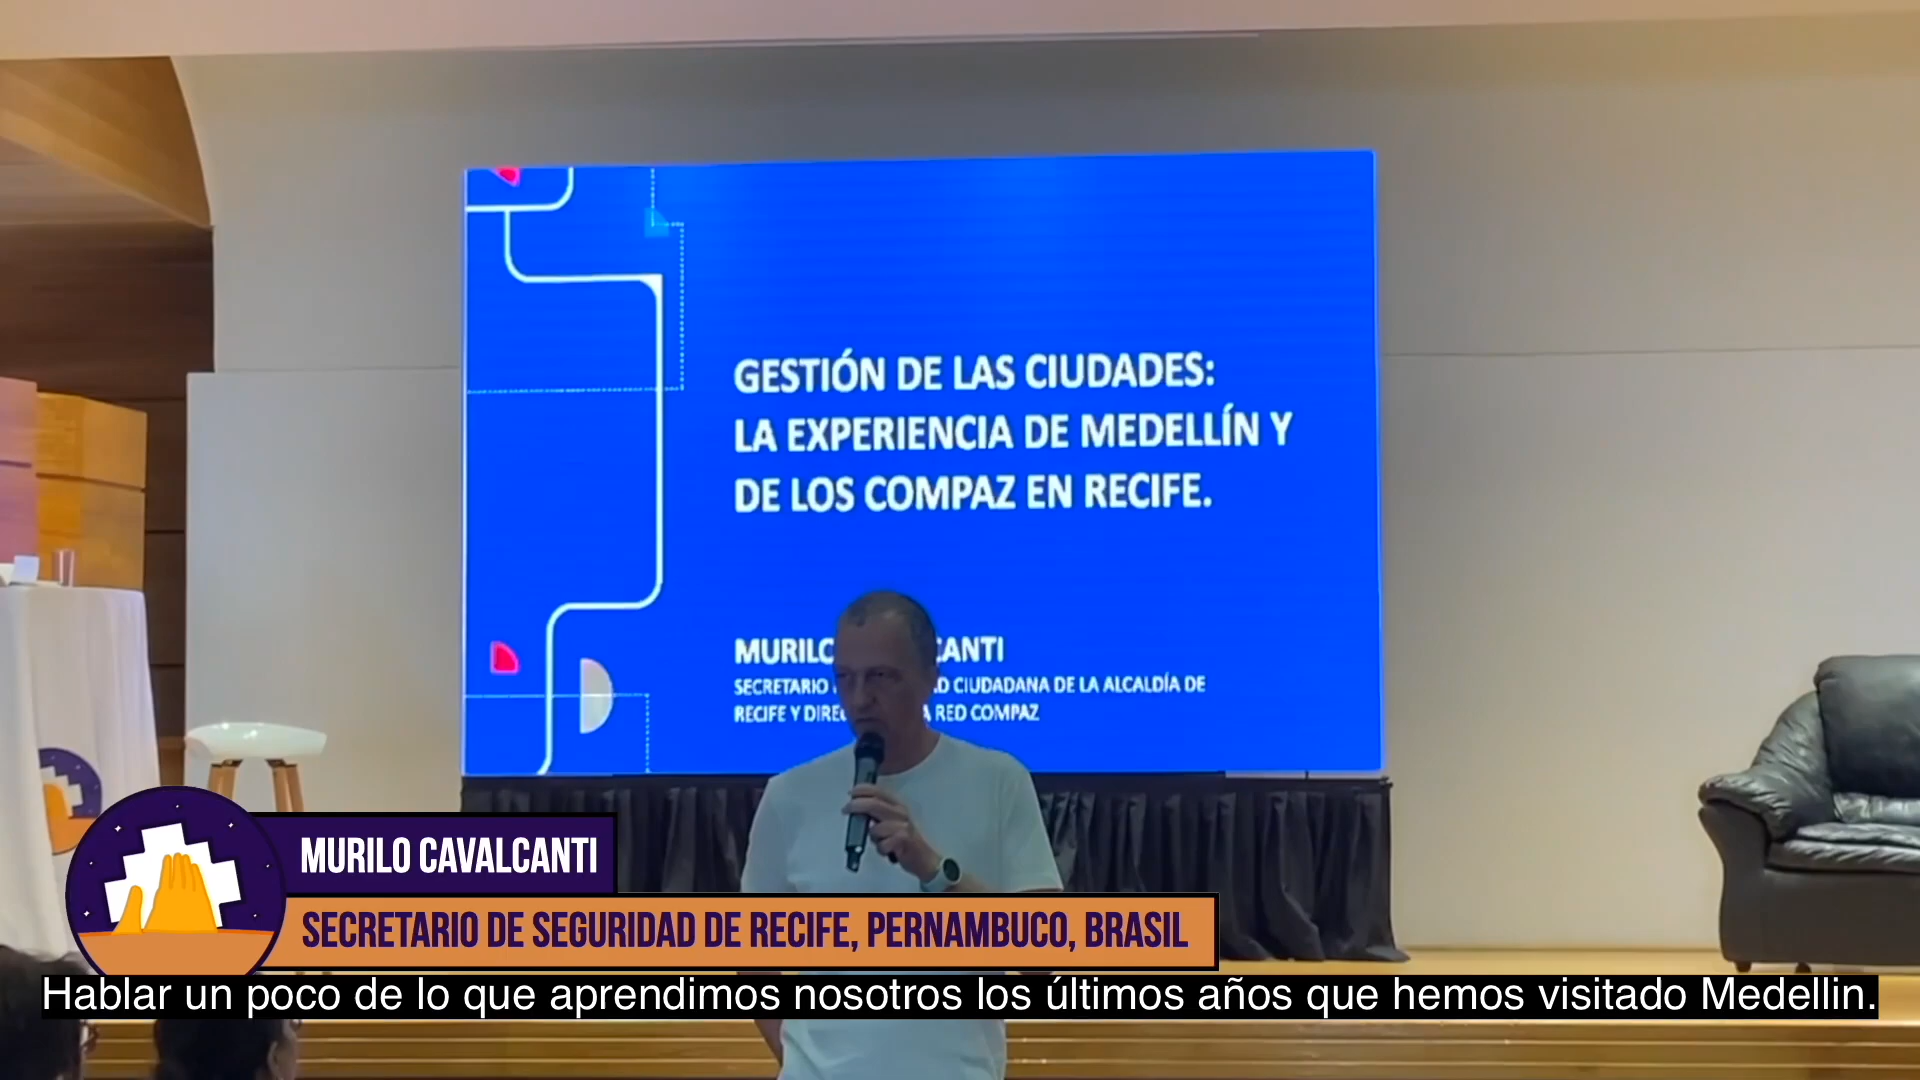 GESTIÓN DE LAS CIUDADES:
LA EXPERIENCIA DE MEDELLÍN Y
DE LOS COMPAZ EN RECIFE.
MURILO CANTI
SECRETARIO CIUDADANA DE LA ALCALDÍA DE
RECIFE Y RED COMPAZ
MURILO CAVALCANTI
SECRETARIO DE SEGURIDAD DE RECIFE, PERNAMBUCO, BRASIL
Hablar un poco de lo que aprendimos nosotros los últimos años que hemos visitado Medellin.